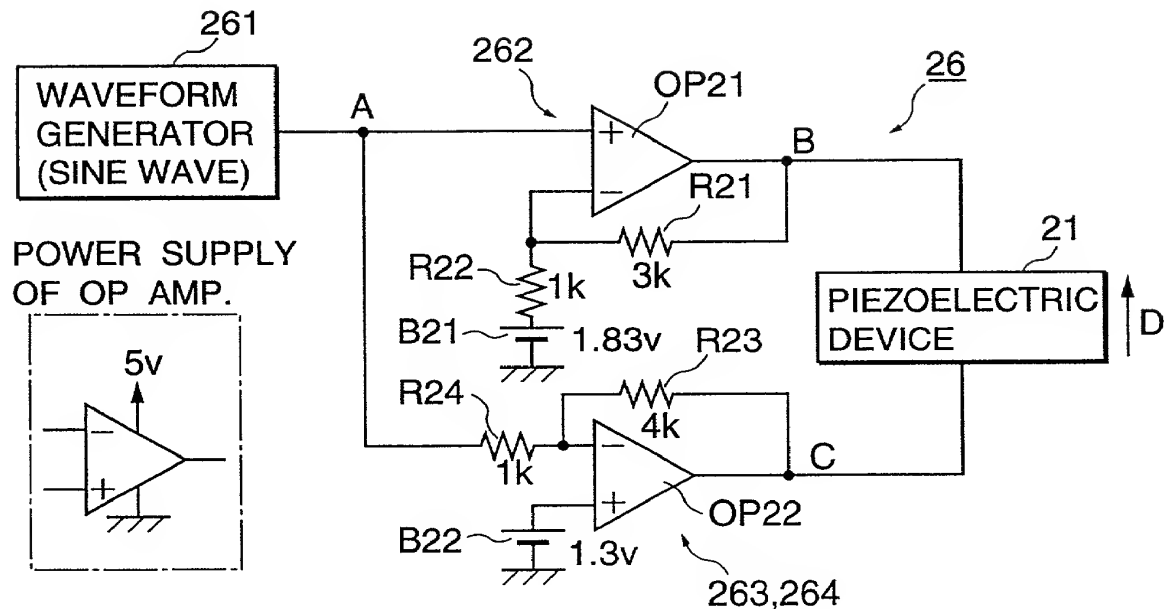 261
WAVEFORM
GENERATOR
(SINE WAVE)
A
262
OP21
26
B
R21
3k
R22
1k
B21
1.83v
21
PIEZOELECTRIC
DEVICE
D
POWER SUPPLY
OF OP AMP.
5v
R23
4k
R24
1k
C
OP22
B22
1.3v
263,264